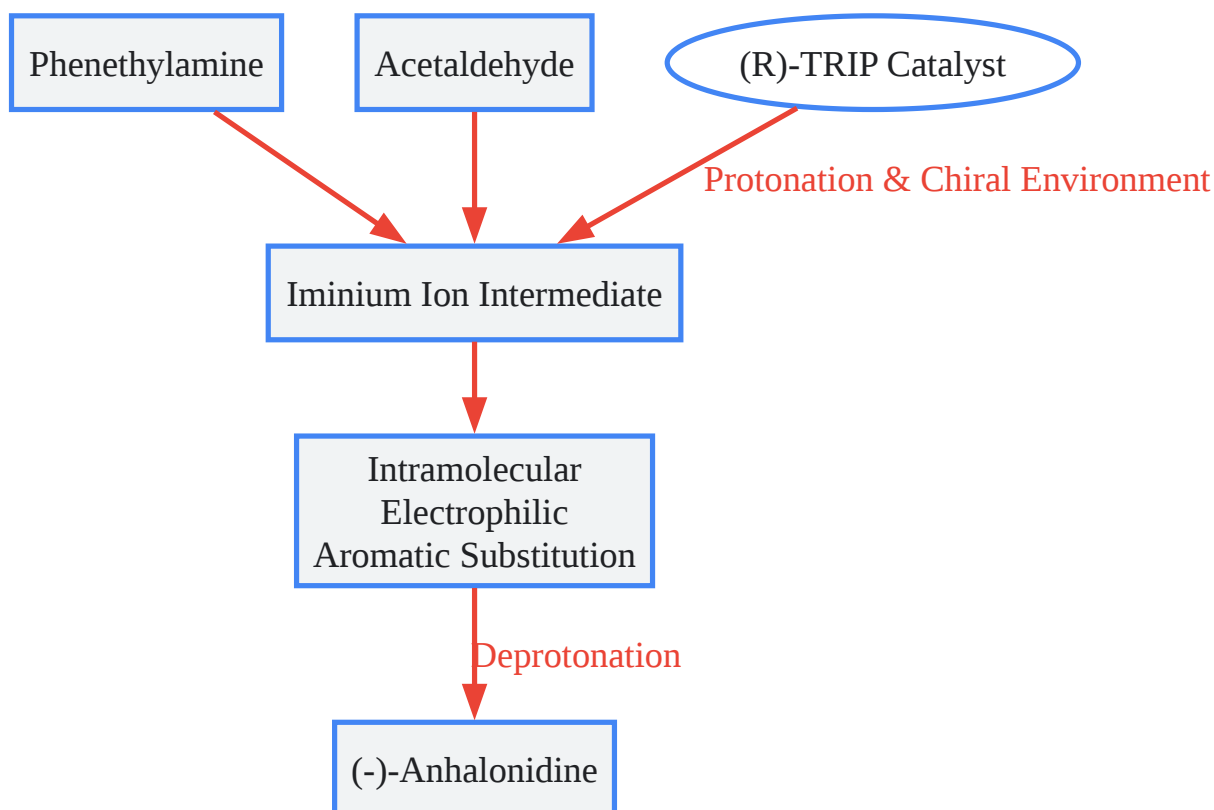 Phenethylamine
Acetaldehyde
(R)-TRIP Catalyst
Protonation & Chiral Environment
Iminium Ion Intermediate
Intramolecular
Electrophilic
Aromatic Substitution
Deprotonation
(-)-Anhalonidine